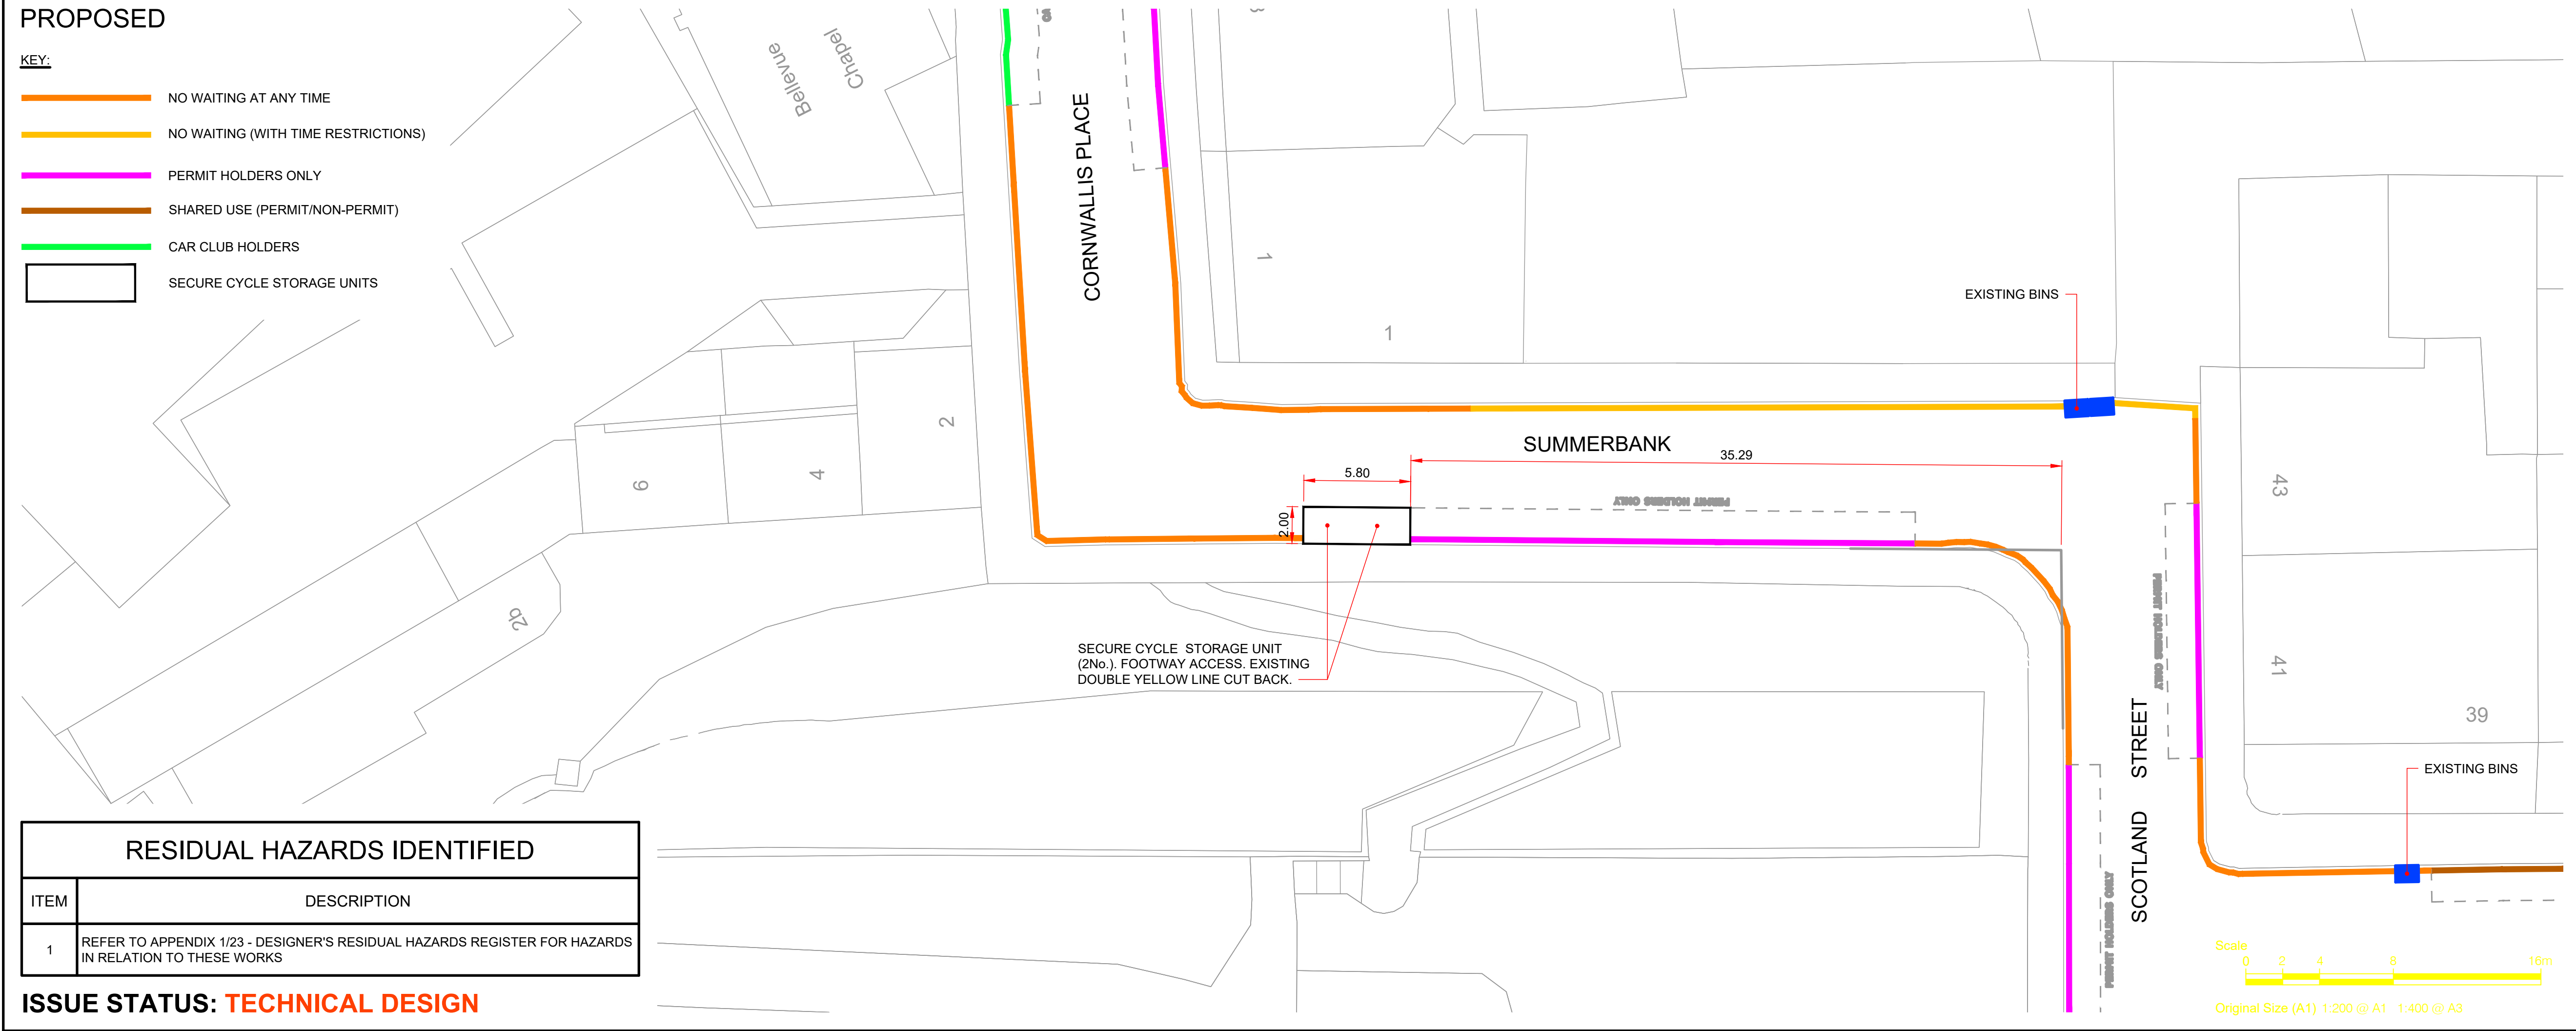 PROPOSED
KEY:
NO WAITING AT ANY TIME
NO WAITING (WITH TIME RESTRICTIONS)
PERMIT HOLDERS ONLY
SHARED USE (PERMIT/NON-PERMIT)
CAR CLUB HOLDERS
SECURE CYCLE STORAGE UNITS
Bellevue
Chapel
CORNWALLIS PLACE
1
1
EXISTING BINS
2
4
6
2b
SUMMERBANK
35.29
5.80
2.00
PERMIT HOLDERS ONLY
43
41
39
PERMIT HOLDERS ONLY
SECURE CYCLE  STORAGE UNIT
(2No.). FOOTWAY ACCESS. EXISTING
DOUBLE YELLOW LINE CUT BACK.
SCOTLAND STREET
EXISTING BINS
PERMIT HOLDERS ONLY
RESIDUAL HAZARDS IDENTIFIED
ITEM DESCRIPTION
1 REFER TO APPENDIX 1/23 - DESIGNER'S RESIDUAL HAZARDS REGISTER FOR HAZARDS
IN RELATION TO THESE WORKS
ISSUE STATUS: TECHNICAL DESIGN
Scale
0 2 4 8 16m
Original Size (A1) 1:200 @ A1 1:400 @ A3